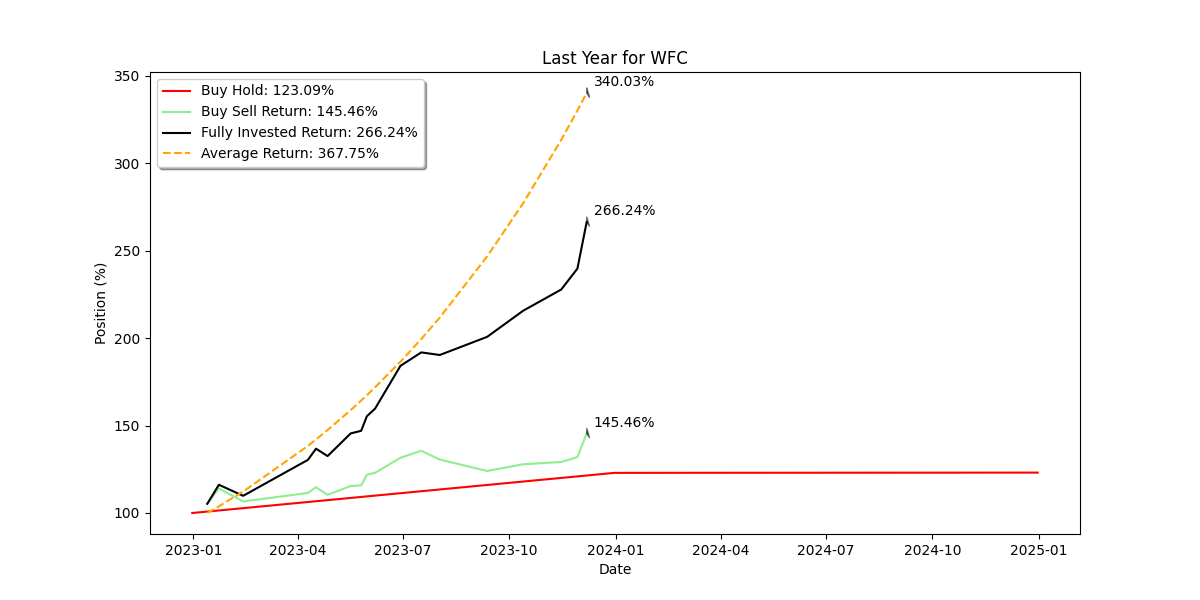 Last Year for WFC
350
300
250
200
150
100
Position (%)
Buy Hold: 123.09%
Buy Sell Return: 145.46%
Fully Invested Return: 266.24%
Average Return: 367.75%
340.03%
266.24%
145.46%
2023-01 2023-04 2023-07 2023-10 2024-01 2024-04 2024-07 2024-10 2025-01
Date